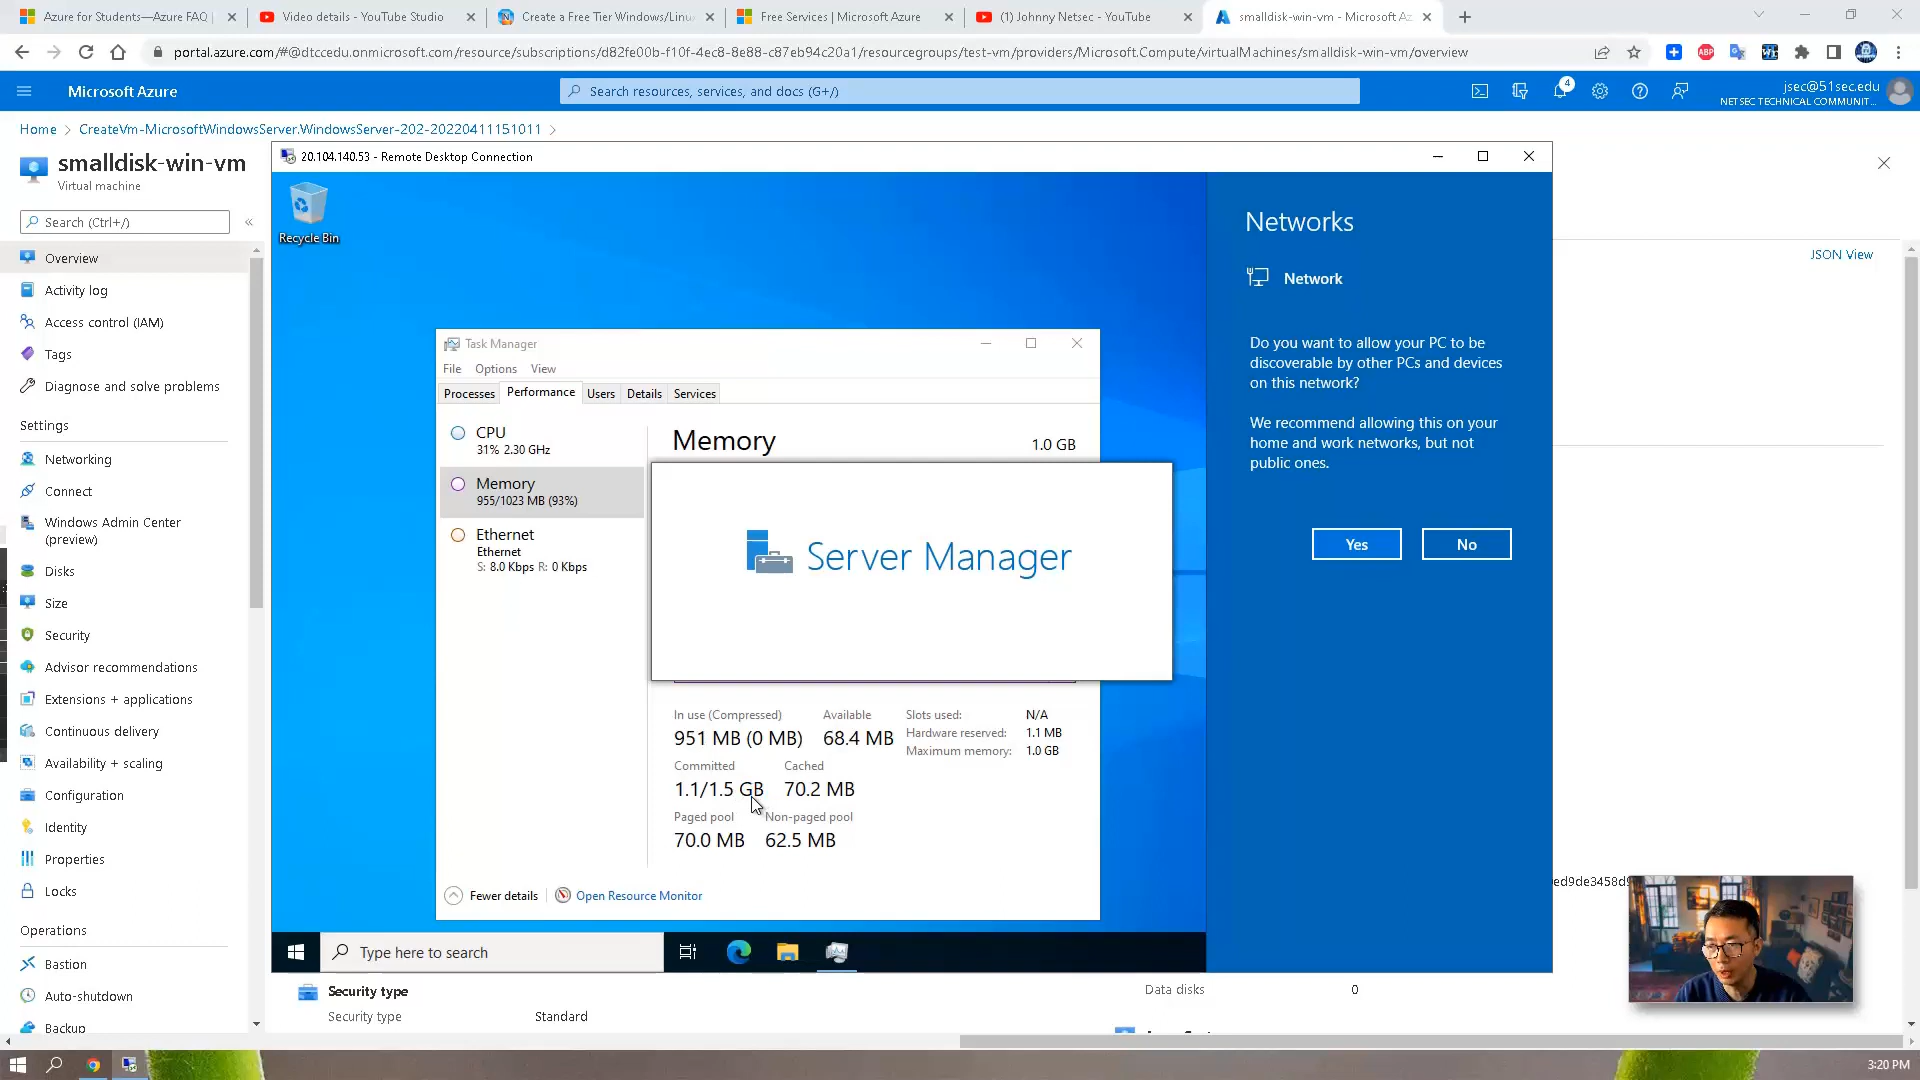 Azure for Students—Azure FAQ |
Video details - YouTube Studio
Create a Free Tier Windows/Linu
Free Services | Microsoft Azure
(1) Johnny Netsec - YouTube
smalldisk-win-vm - Microsoft Az
portal.azure.com/#@dtccedu.onmicrosoft.com/resource/subscriptions/d82fe00b-f10f-4ec8-8e88-c87eb94c20a1/resourcegroups/test-vm/providers/Microsoft.Compute/virtualMachines/smalldisk-win-vm/overview
ABP
Microsoft Azure
Search resources, services, and docs (G+/)
4
jsec@51sec.edu
NETSEC TECHNICAL COMMUNIT...
Home > CreateVm-MicrosoftWindowsServer.WindowsServer-202-20220411151011 >
smalldisk-win-vm
Virtual machine
Search (Ctrl+/)
«
Overview
Activity log
Access control (IAM)
Tags
Diagnose and solve problems
Settings
Networking
Connect
Windows Admin Center
(preview)
Disks
Size
Security
Advisor recommendations
Extensions + applications
Continuous delivery
Availability + scaling
Configuration
Identity
Properties
Locks
Operations
Bastion
Auto-shutdown
Backup
JSON View
20.104.140.53 - Remote Desktop Connection
Recycle Bin
Task Manager
File Options View
Processes Performance Users Details Services
CPU
31% 2.30 GHz
Memory
955/1023 MB (93%)
Ethernet
Ethernet
S: 8.0 Kbps R: 0 Kbps
Memory
1.0 GB
Server Manager
In use (Compressed)
951 MB (0 MB)
Available
68.4 MB
Slots used: N/A
Hardware reserved: 1.1 MB
Maximum memory: 1.0 GB
Committed
1.1/1.5 GB
Cached
70.2 MB
Paged pool
70.0 MB
Non-paged pool
62.5 MB
Fewer details
Open Resource Monitor
Networks
Network
Do you want to allow your PC to be
discoverable by other PCs and devices
on this network?
We recommend allowing this on your
home and work networks, but not
public ones.
Yes
No
Type here to search
Security type
Security type Standard
Data disks 0
ed9de3458d9
3:20 PM